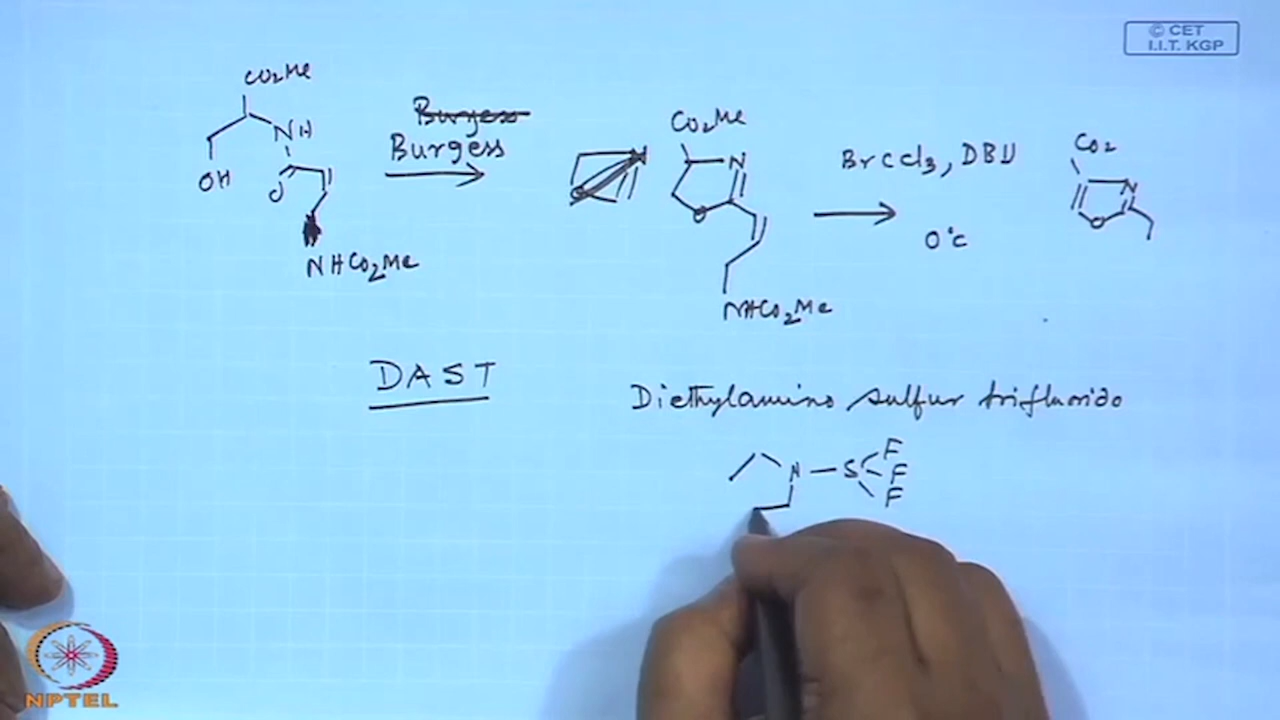 © CET
I.I.T. KGP
CO2Me
NH
OH
O
NHCO2Me
Burgess
Burgess
N
O
CO2Me
N
O
NHCO2Me
BrCCl3, DBU
0°C
CO2
N
O
DAST
Diethylamino sulfur trifluoride
N — S F
F
F
NPTEL